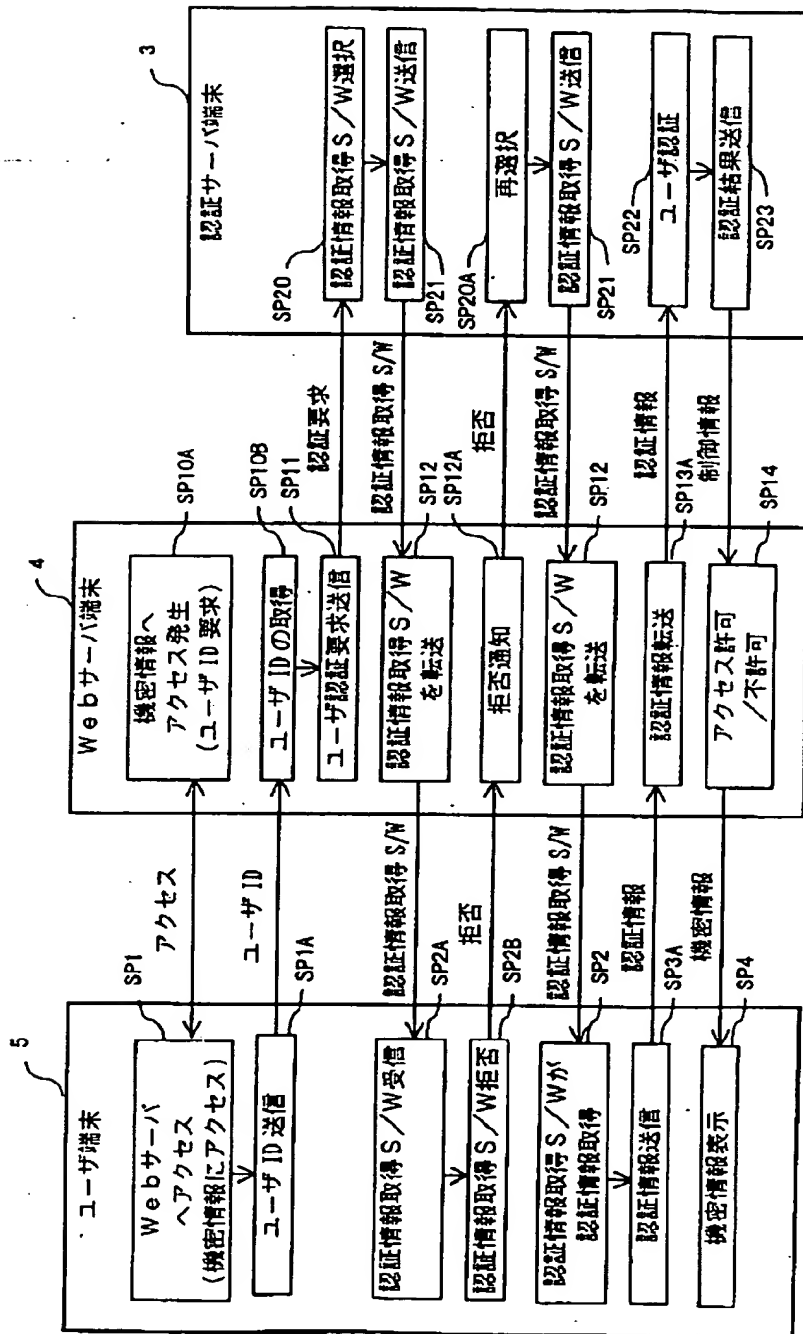 5
ユーザ端末
SP1
Webサーバ
へアクセス
(機密情報にアクセス)
ユーザID送信
SP1A
認証情報取得S/W受信
SP2A
認証情報取得S/W拒否
SP2B
認証情報取得S/Wが
認証情報取得
SP2
認証情報送信
SP3A
機密情報表示
SP4
アクセス
ユーザID
認証情報取得S/W
拒否
認証情報取得S/W
認証情報
機密情報
4
Webサーバ端末
機密情報へ
アクセス発生
(ユーザID要求)
SP10A
ユーザIDの取得
SP10B
ユーザ認証要求送信
SP11
認証情報取得S/W
を転送
SP12
拒否通知
SP12A
認証情報取得S/W
を転送
SP12
認証情報転送
SP13A
アクセス許可
/不許可
SP14
認証要求
認証情報取得S/W
拒否
認証情報取得S/W
認証情報
制御情報
3
認証サーバ端末
SP20
認証情報取得S/W選択
認証情報取得S/W送信
SP21
SP20A
再選択
認証情報取得S/W送信
SP21
SP22
ユーザ認証
認証結果送信
SP23